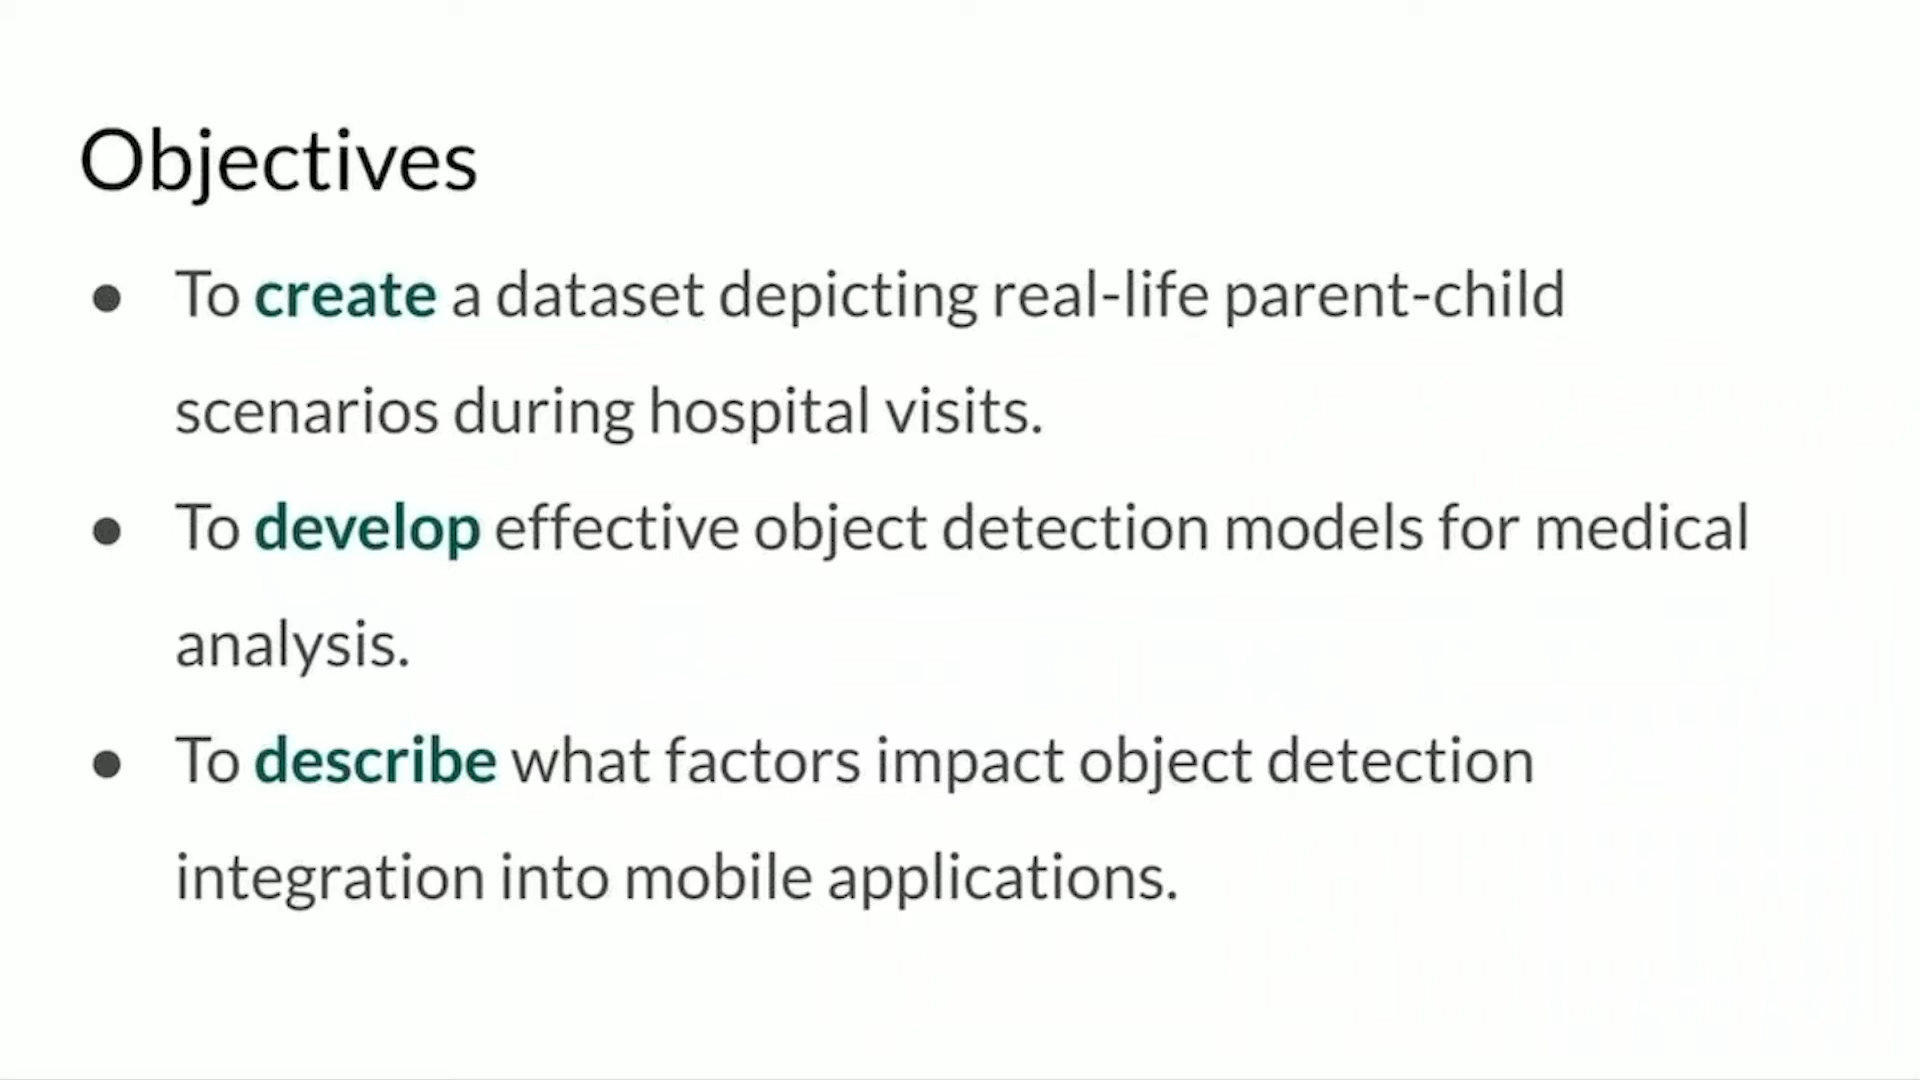 Objectives
● To create a dataset depicting real-life parent-child
scenarios during hospital visits.
● To develop effective object detection models for medical
analysis.
● To describe what factors impact object detection
integration into mobile applications.